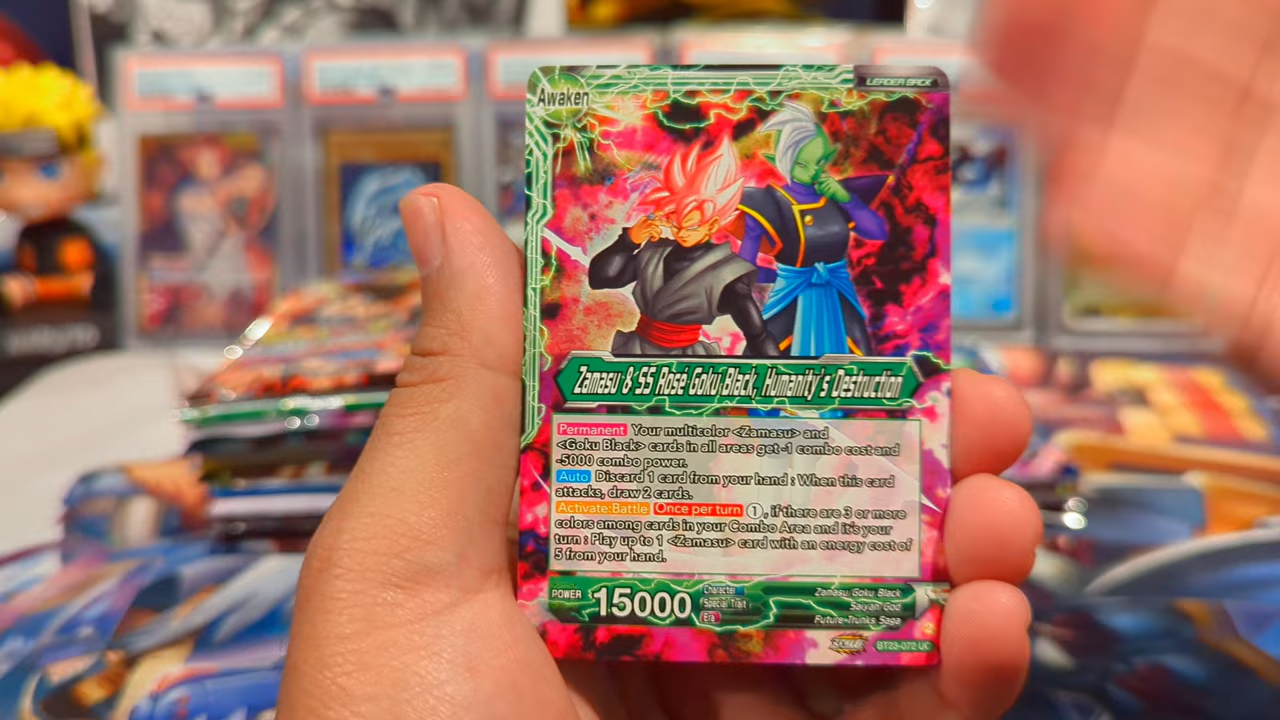 Awaken
LEADER BACK
Zamasu & SS Rosé Goku Black, Humanity's Destruction
Permanent Your multicolor <Zamasu> and
<Goku Black> cards in all areas get -1 combo cost and
-5000 combo power.
Auto Discard 1 card from your hand : When this card
attacks, draw 2 cards.
Activate:Battle Once per turn 1, if there are 3 or more
colors among cards in your Combo Area and it's your
turn : Play up to 1 <Zamasu> card with an energy cost of
5 from your hand.
POWER 15000
Character Zamasu Goku Black
Special Trait Saiyan God
Era Future-Trunks Saga
BT23-072 UC